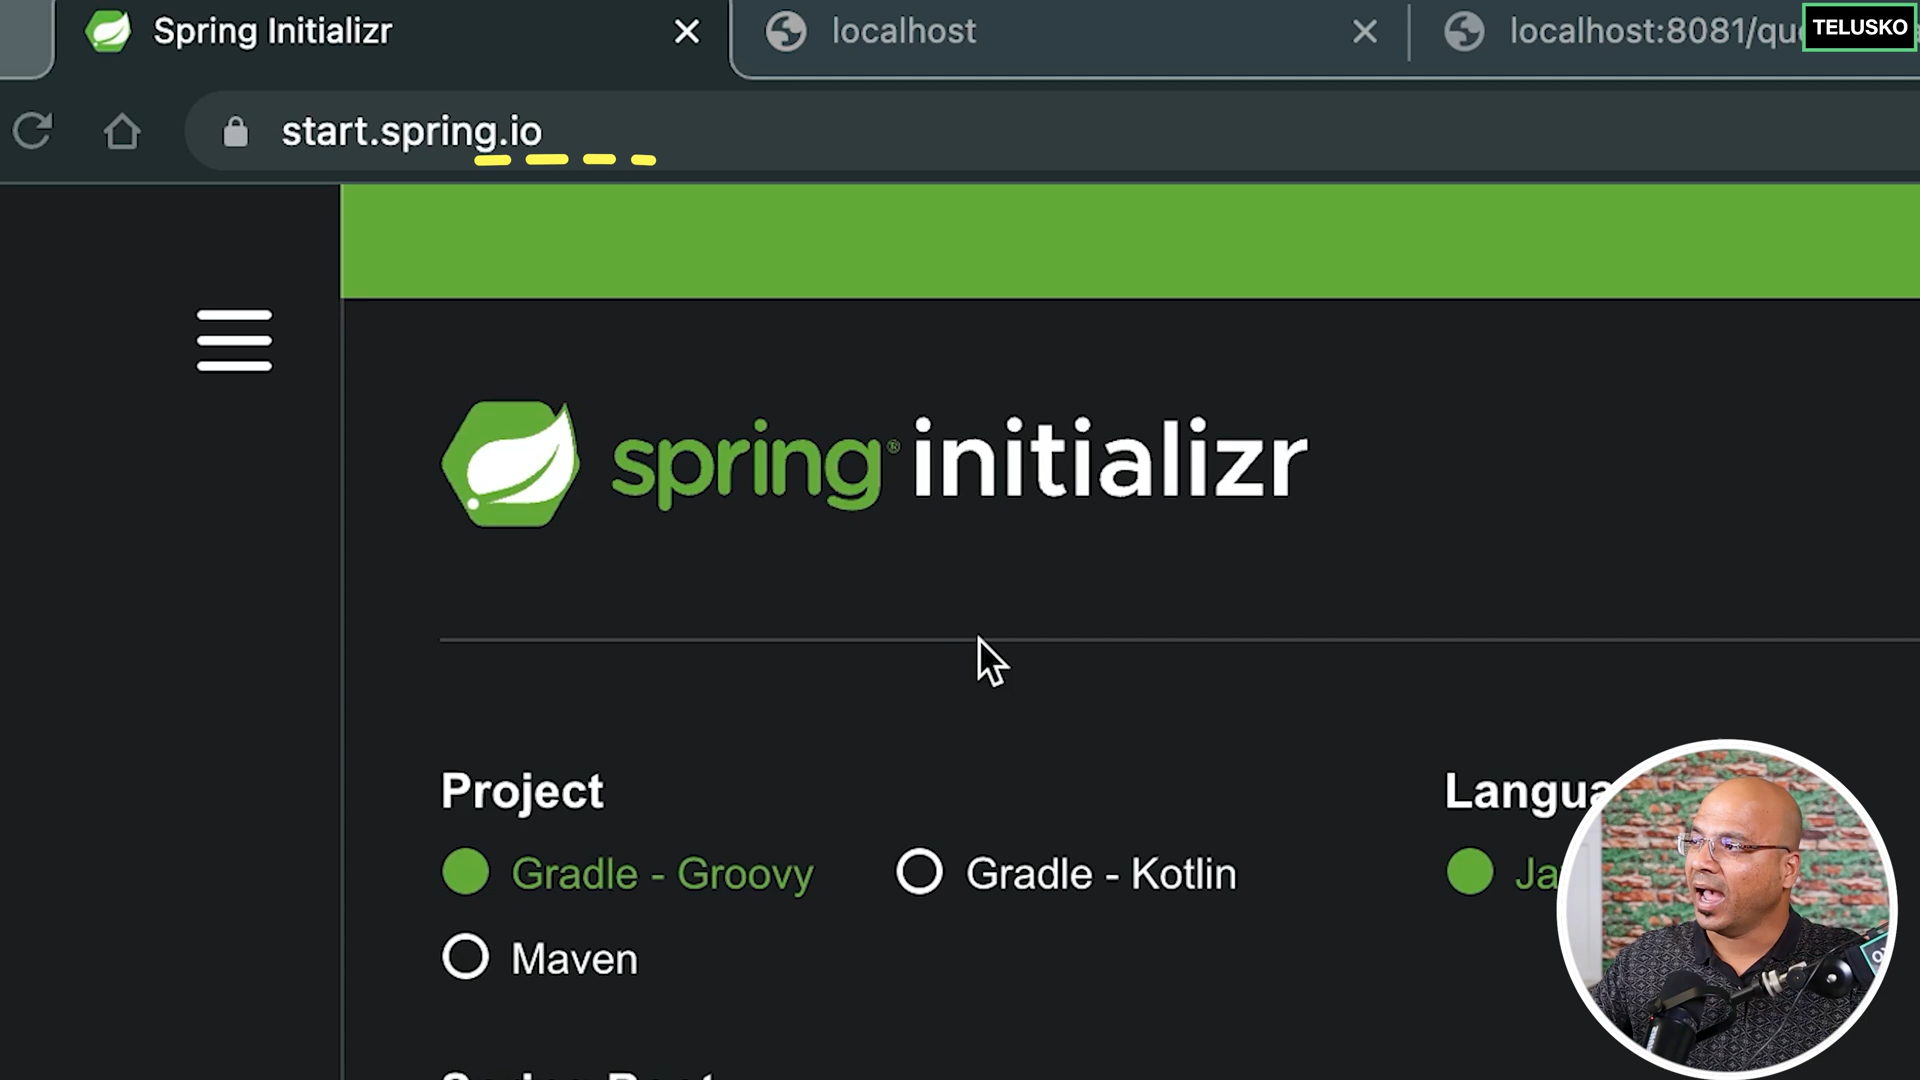 Spring Initializr
localhost
localhost:8081/qu
TELUSKO
start.spring.io
spring® initializr
Project
Langua
Gradle - Groovy
Gradle - Kotlin
Ja
Maven